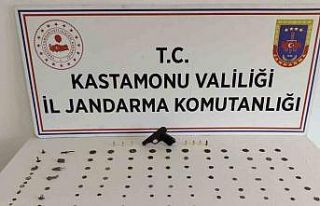 T.C.
KASTAMONU VALİLİĞİ
İL JANDARMA KOMUTANLIĞI